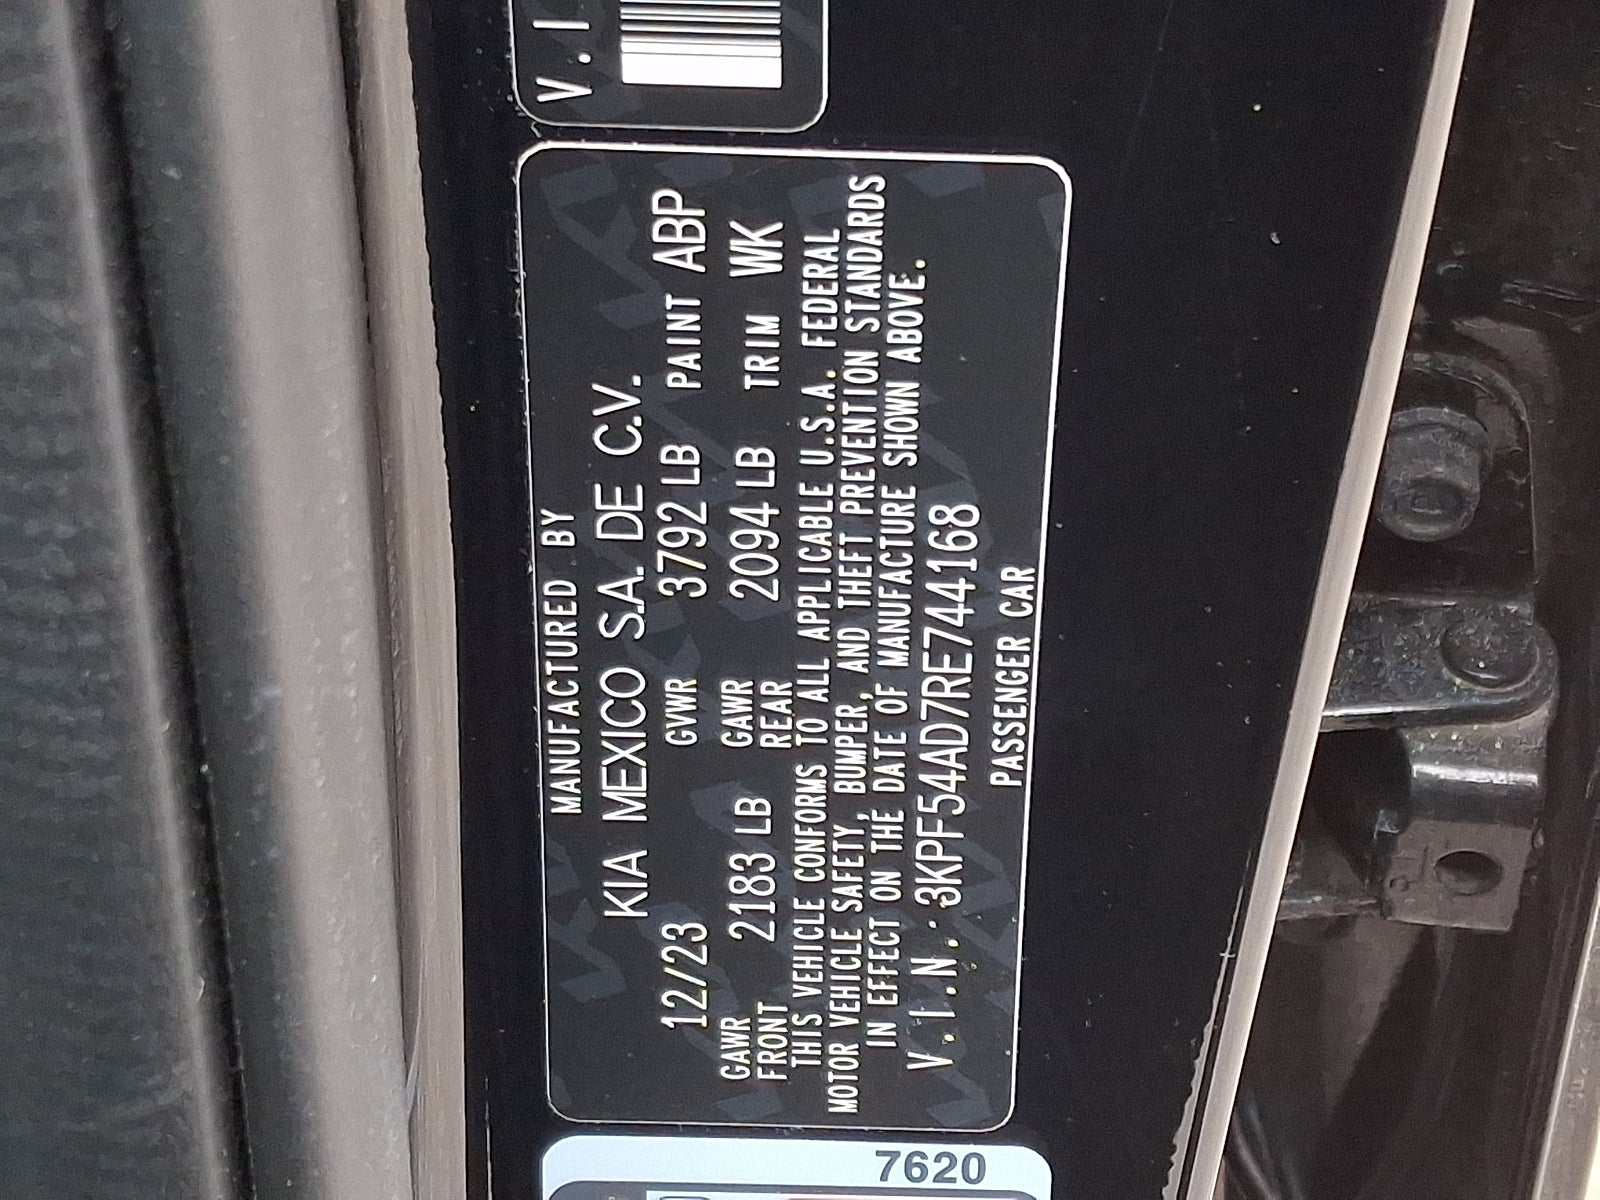 MANUFACTURED BY
KIA MEXICO S.A. DE C.V.
12/23 GVWR 3792 LB PAINT ABP
GAWR FRONT 2183 LB GAWR REAR 2094 LB TRIM WK
THIS VEHICLE CONFORMS TO ALL APPLICABLE U.S.A. FEDERAL
MOTOR VEHICLE SAFETY, BUMPER, AND THEFT PREVENTION STANDARDS
IN EFFECT ON THE DATE OF MANUFACTURE SHOWN ABOVE.
V.I.N.:3KPF54AD7RE744168
PASSENGER CAR
V.I
7620